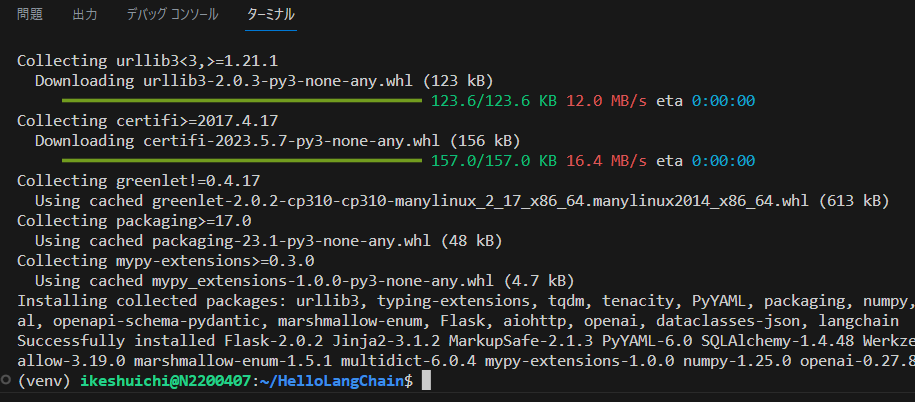 問題 出力 デバッグ コンソール ターミナル
Collecting urllib3<3,>=1.21.1
  Downloading urllib3-2.0.3-py3-none-any.whl (123 kB)
123.6/123.6 KB 12.0 MB/s eta 0:00:00
Collecting certifi>=2017.4.17
  Downloading certifi-2023.5.7-py3-none-any.whl (156 kB)
157.0/157.0 KB 16.4 MB/s eta 0:00:00
Collecting greenlet!=0.4.17
  Using cached greenlet-2.0.2-cp310-cp310-manylinux_2_17_x86_64.manylinux2014_x86_64.whl (613 kB)
Collecting packaging>=17.0
  Using cached packaging-23.1-py3-none-any.whl (48 kB)
Collecting mypy-extensions>=0.3.0
  Using cached mypy_extensions-1.0.0-py3-none-any.whl (4.7 kB)
Installing collected packages: urllib3, typing-extensions, tqdm, tenacity, PyYAML, packaging, numpy,
al, openapi-schema-pydantic, marshmallow-enum, Flask, aiohttp, openai, dataclasses-json, langchain
Successfully installed Flask-2.0.2 Jinja2-3.1.2 MarkupSafe-2.1.3 PyYAML-6.0 SQLAlchemy-1.4.48 Werkze
allow-3.19.0 marshmallow-enum-1.5.1 multidict-6.0.4 mypy-extensions-1.0.0 numpy-1.25.0 openai-0.27.8
(venv) ikeshuichi@N2200407:~/HelloLangChain$